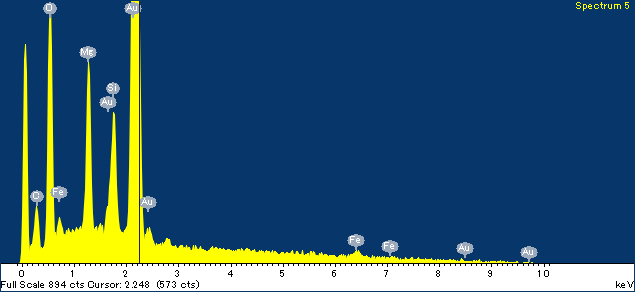 Spectrum 5
O Au
Mg
Si
Au
O Fe
Au
Fe Fe Au Au
0 1 2 3 4 5 6 7 8 9 10
Full Scale 894 cts Cursor: 2.248 (573 cts) keV